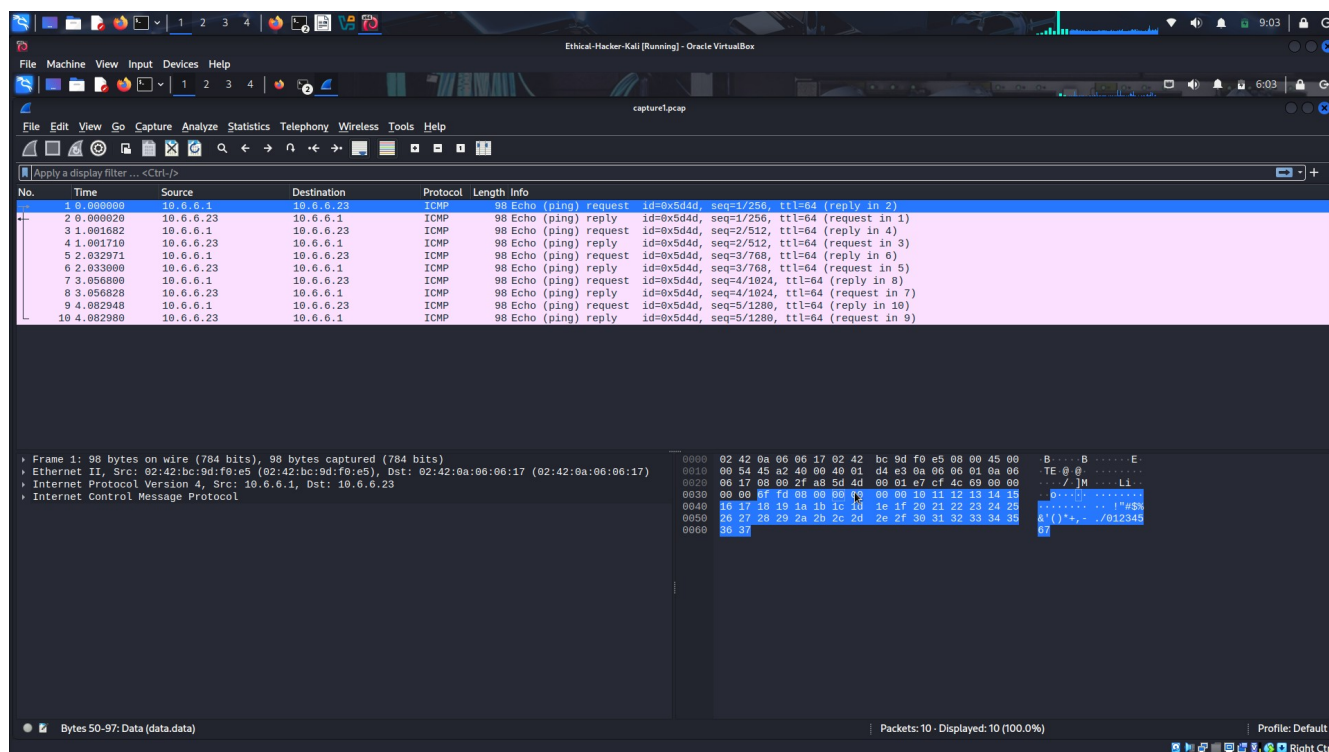 1 2 3 4 9:03
Ethical-Hacker-Kali [Running] - Oracle VirtualBox
File Machine View Input Devices Help
1 2 3 4 6:03
capture1.pcap
File Edit View Go Capture Analyze Statistics Telephony Wireless Tools Help
Apply a display filter ... <Ctrl-/>
No. Time Source Destination Protocol Length Info
1 0.000000 10.6.6.1 10.6.6.23 ICMP 98 Echo (ping) request id=0x5d4d, seq=1/256, ttl=64 (reply in 2)
2 0.000020 10.6.6.23 10.6.6.1 ICMP 98 Echo (ping) reply id=0x5d4d, seq=1/256, ttl=64 (request in 1)
3 1.001682 10.6.6.1 10.6.6.23 ICMP 98 Echo (ping) request id=0x5d4d, seq=2/512, ttl=64 (reply in 4)
4 1.001710 10.6.6.23 10.6.6.1 ICMP 98 Echo (ping) reply id=0x5d4d, seq=2/512, ttl=64 (request in 3)
5 2.032971 10.6.6.1 10.6.6.23 ICMP 98 Echo (ping) request id=0x5d4d, seq=3/768, ttl=64 (reply in 6)
6 2.033000 10.6.6.23 10.6.6.1 ICMP 98 Echo (ping) reply id=0x5d4d, seq=3/768, ttl=64 (request in 5)
7 3.056800 10.6.6.1 10.6.6.23 ICMP 98 Echo (ping) request id=0x5d4d, seq=4/1024, ttl=64 (reply in 8)
8 3.056828 10.6.6.23 10.6.6.1 ICMP 98 Echo (ping) reply id=0x5d4d, seq=4/1024, ttl=64 (request in 7)
9 4.082948 10.6.6.1 10.6.6.23 ICMP 98 Echo (ping) request id=0x5d4d, seq=5/1280, ttl=64 (reply in 10)
10 4.082980 10.6.6.23 10.6.6.1 ICMP 98 Echo (ping) reply id=0x5d4d, seq=5/1280, ttl=64 (request in 9)
Frame 1: 98 bytes on wire (784 bits), 98 bytes captured (784 bits)
Ethernet II, Src: 02:42:bc:9d:f0:e5 (02:42:bc:9d:f0:e5), Dst: 02:42:0a:06:06:17 (02:42:0a:06:06:17)
Internet Protocol Version 4, Src: 10.6.6.1, Dst: 10.6.6.23
Internet Control Message Protocol
0000 02 42 0a 06 06 17 02 42 bc 9d f0 e5 08 00 45 00 ·B·····B ······E·
0010 00 54 45 a2 40 00 40 01 d4 e3 0a 06 06 01 0a 06 ·TE·@·@· ········
0020 06 17 08 00 2f a8 5d 4d 00 01 e7 cf 4c 69 00 00 ····/·]M ····Li··
0030 00 00 6f fd 08 00 00 00 00 00 10 11 12 13 14 15 ··o····· ········
0040 16 17 18 19 1a 1b 1c 1d 1e 1f 20 21 22 23 24 25 ········ ·· !"#$%
0050 26 27 28 29 2a 2b 2c 2d 2e 2f 30 31 32 33 34 35 &'()*+,- ./012345
0060 36 37 67
Bytes 50-97: Data (data.data) Packets: 10 · Displayed: 10 (100.0%) Profile: Default
Right Ct